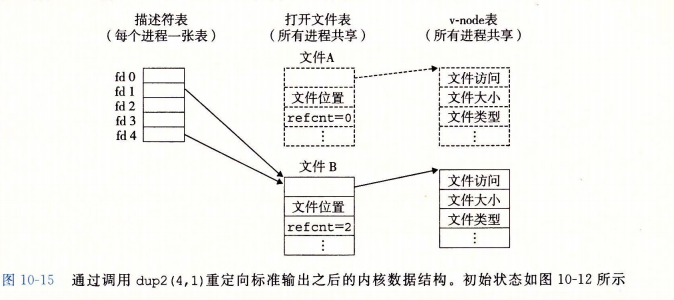 描述符表
(每个进程一张表)
打开文件表
(所有进程共享)
v-node表
(所有进程共享)
fd 0
fd 1
fd 2
fd 3
fd 4
文件A
文件位置
refcnt=0
⋮
文件访问
文件大小
文件类型
⋮
文件 B
文件位置
refcnt=2
⋮
文件访问
文件大小
文件类型
⋮
图 10-15 通过调用 dup2(4,1)重定向标准输出之后的内核数据结构。初始状态如图 10-12 所示